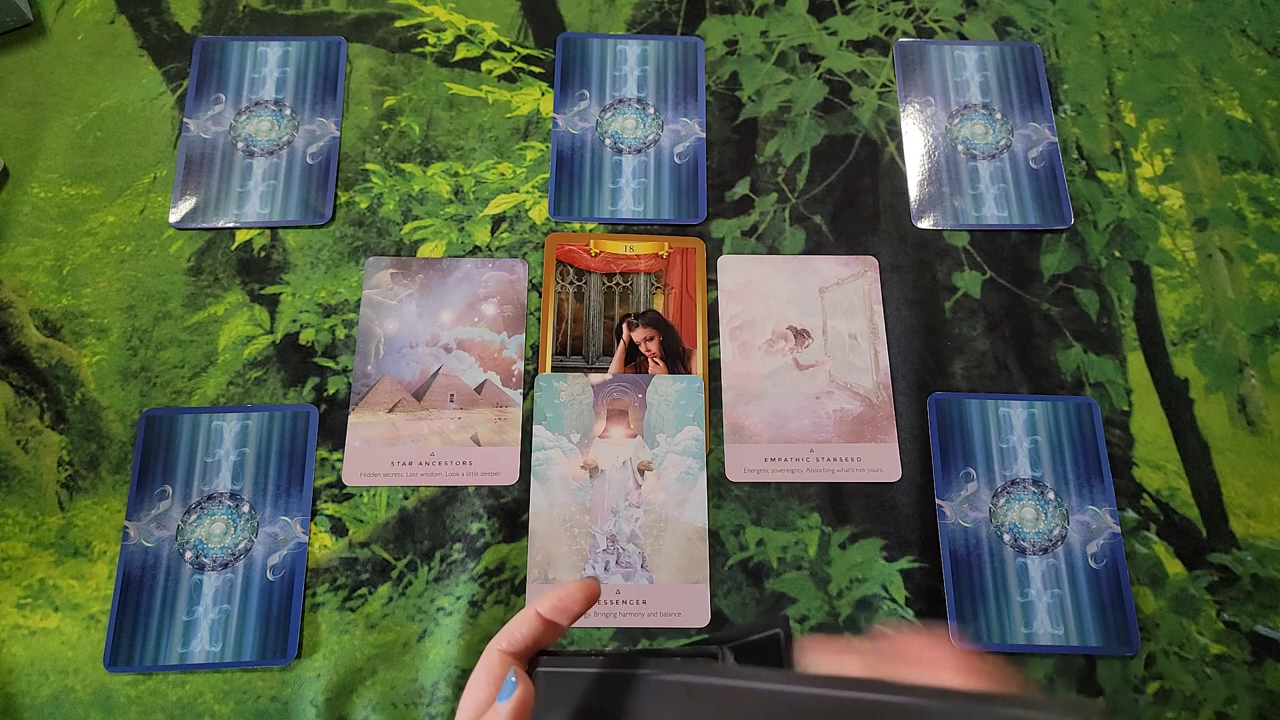 18
STAR ANCESTORS
Hidden secrets. Lost wisdom. Look a little deeper.
EMPATHIC STARSEED
Energetic sovereignty. Absorbing what's not yours.
ESSENGER
gy. Bringing harmony and balance.